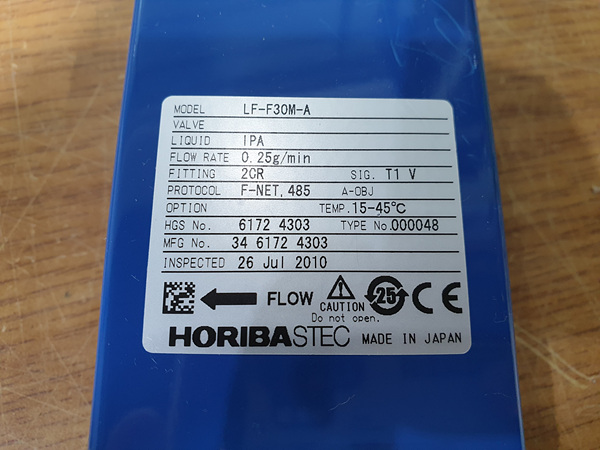 MODEL LF-F30M-A
VALVE
LIQUID IPA
FLOW RATE 0.25g/min
FITTING 2CR SIG. T1 V
PROTOCOL F-NET, 485 A-OBJ
OPTION TEMP. 15-45℃
HGS No. 6172 4303 TYPE No. 000048
MFG No. 34 6172 4303
INSPECTED 26 Jul 2010
FLOW CAUTION 25 CE
Do not open.
HORIBASTEC MADE IN JAPAN